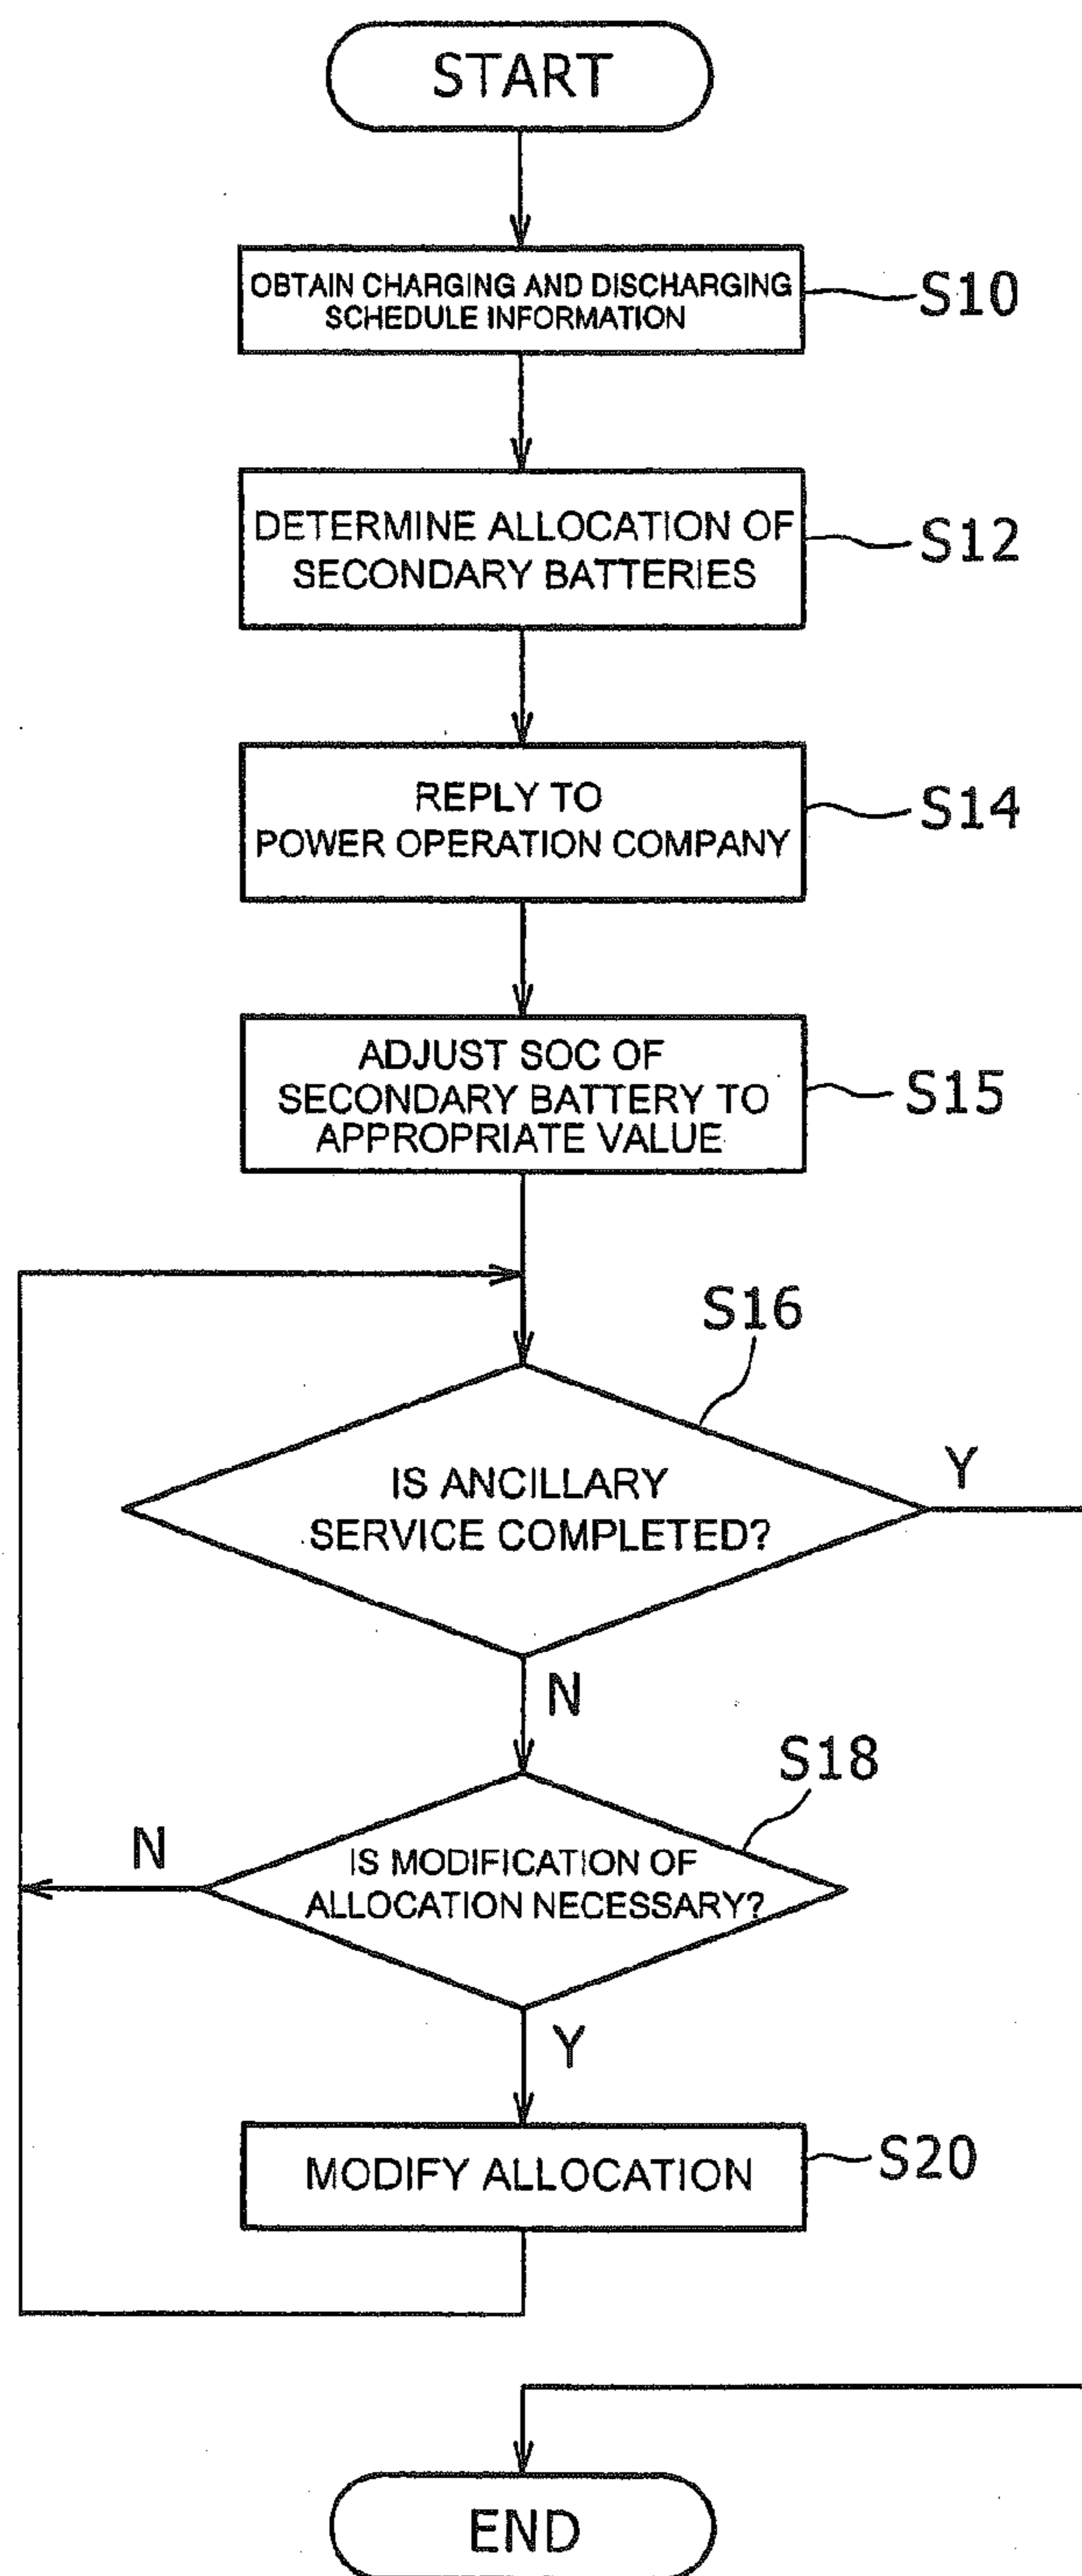 START
OBTAIN CHARGING AND DISCHARGING
SCHEDULE INFORMATION
S10
DETERMINE ALLOCATION OF
SECONDARY BATTERIES
S12
REPLY TO
POWER OPERATION COMPANY
S14
ADJUST SOC OF
SECONDARY BATTERY TO
APPROPRIATE VALUE
S15
S16
IS ANCILLARY
SERVICE COMPLETED?
Y
N
S18
IS MODIFICATION OF
ALLOCATION NECESSARY?
N
Y
MODIFY ALLOCATION
S20
END